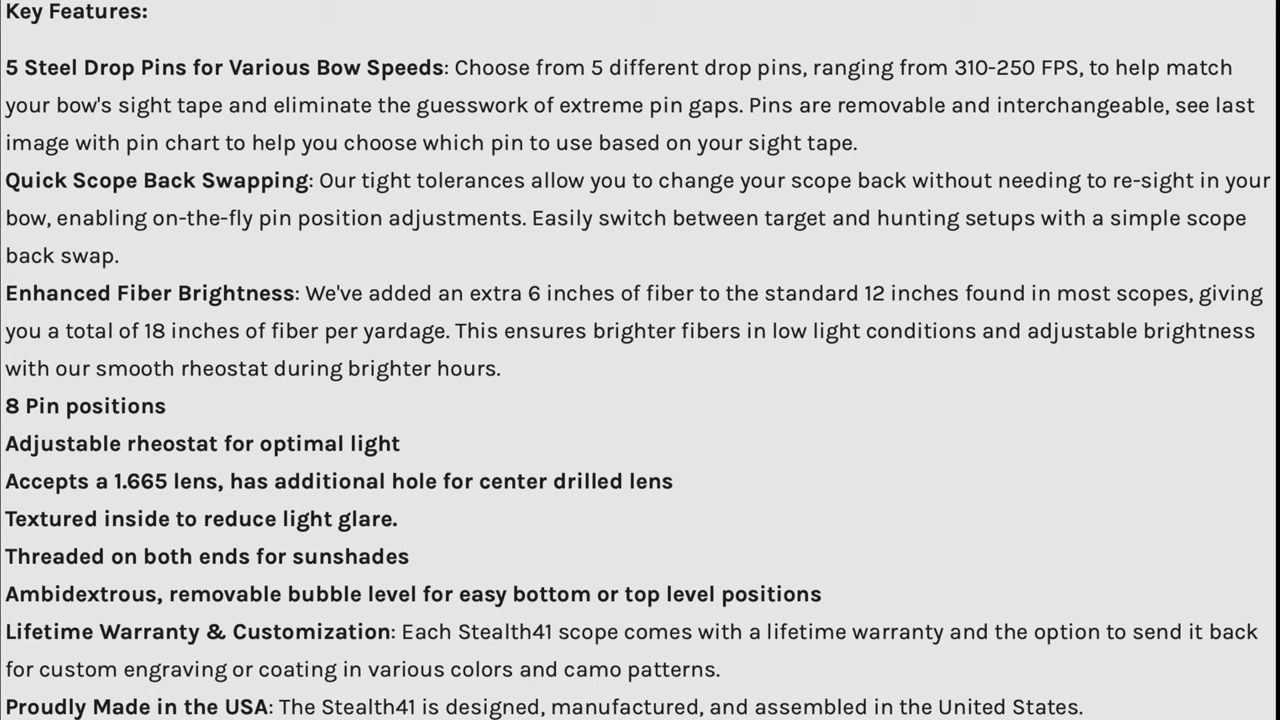 Key Features:
5 Steel Drop Pins for Various Bow Speeds: Choose from 5 different drop pins, ranging from 310-250 FPS, to help match
your bow's sight tape and eliminate the guesswork of extreme pin gaps. Pins are removable and interchangeable, see last
image with pin chart to help you choose which pin to use based on your sight tape.
Quick Scope Back Swapping: Our tight tolerances allow you to change your scope back without needing to re-sight in your
bow, enabling on-the-fly pin position adjustments. Easily switch between target and hunting setups with a simple scope
back swap.
Enhanced Fiber Brightness: We've added an extra 6 inches of fiber to the standard 12 inches found in most scopes, giving
you a total of 18 inches of fiber per yardage. This ensures brighter fibers in low light conditions and adjustable brightness
with our smooth rheostat during brighter hours.
8 Pin positions
Adjustable rheostat for optimal light
Accepts a 1.665 lens, has additional hole for center drilled lens
Textured inside to reduce light glare.
Threaded on both ends for sunshades
Ambidextrous, removable bubble level for easy bottom or top level positions
Lifetime Warranty & Customization: Each Stealth41 scope comes with a lifetime warranty and the option to send it back
for custom engraving or coating in various colors and camo patterns.
Proudly Made in the USA: The Stealth41 is designed, manufactured, and assembled in the United States.